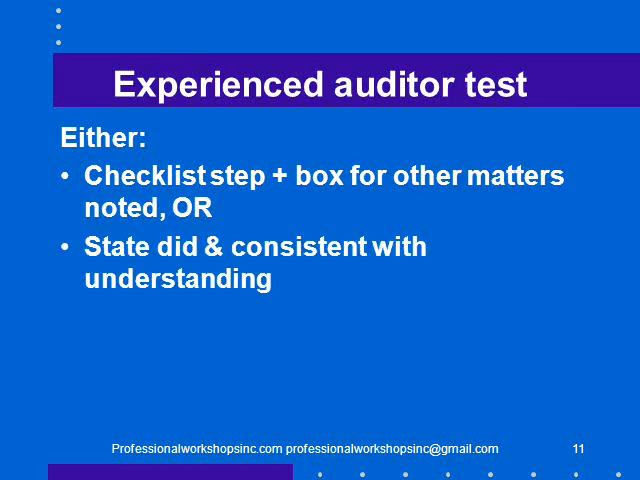 Experienced auditor test
Either:
• Checklist step + box for other matters
noted, OR
• State did & consistent with
understanding
Professionalworkshopsinc.com professionalworkshopsinc@gmail.com 11